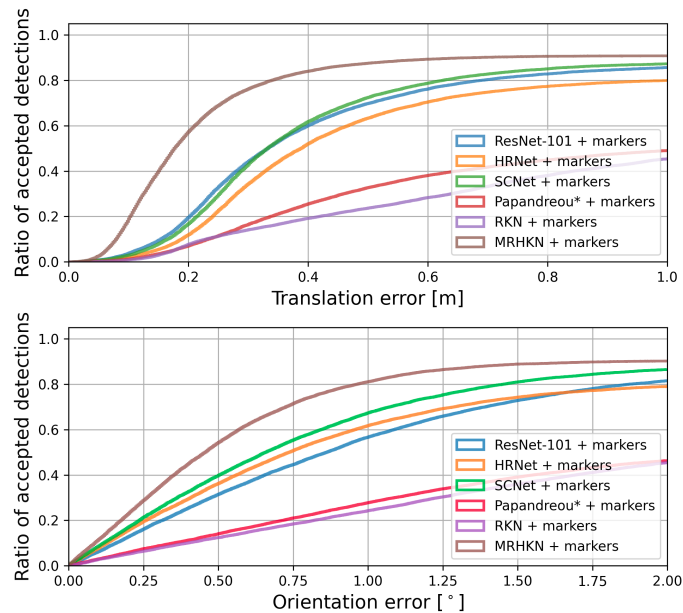 Ratio of accepted detections
1.0
0.8
0.6
0.4
0.2
0.0
ResNet-101 + markers
HRNet + markers
SCNet + markers
Papandreou* + markers
RKN + markers
MRHKN + markers
0.0 0.2 0.4 0.6 0.8 1.0
Translation error [m]
Ratio of accepted detections
1.0
0.8
0.6
0.4
0.2
0.0
ResNet-101 + markers
HRNet + markers
SCNet + markers
Papandreou* + markers
RKN + markers
MRHKN + markers
0.00 0.25 0.50 0.75 1.00 1.25 1.50 1.75 2.00
Orientation error [°]